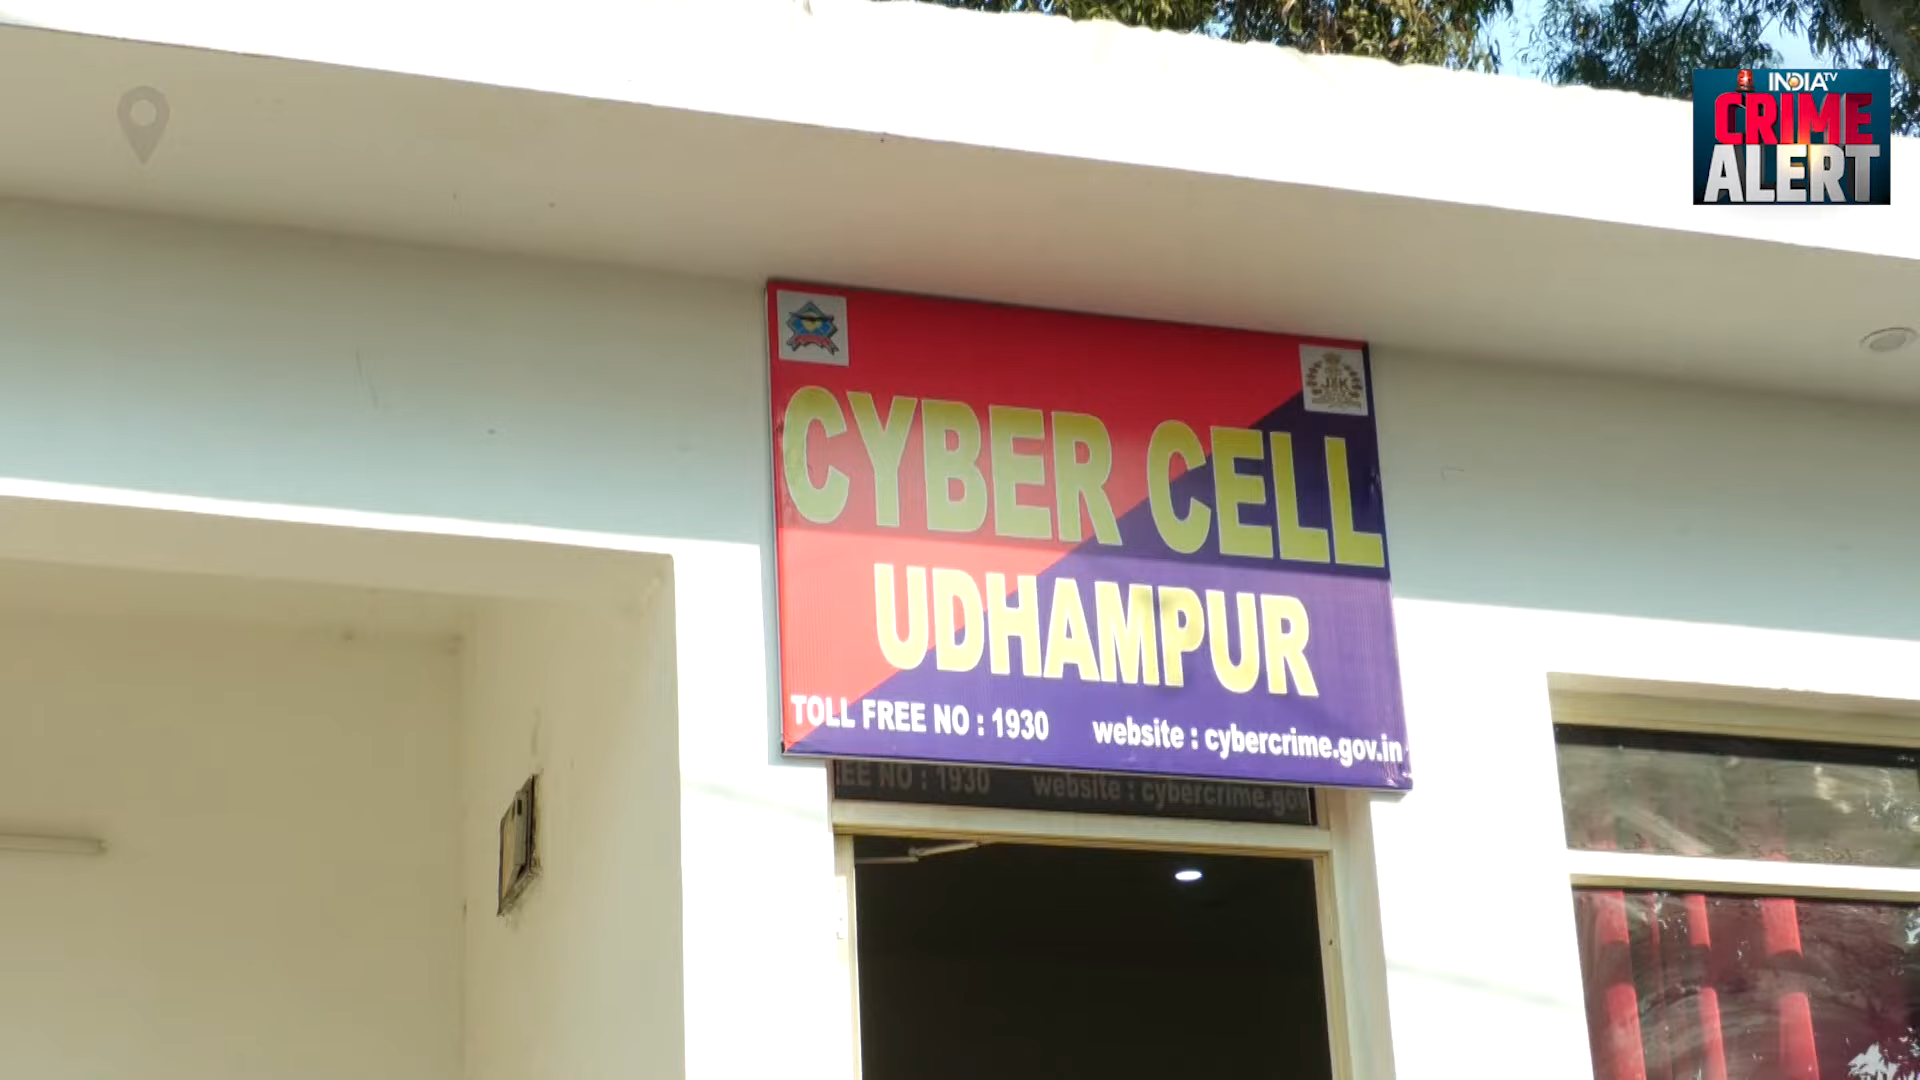 INDIA TV
CRIME
ALERT
J&K
CYBER CELL
UDHAMPUR
TOLL FREE NO : 1930 website : cybercrime.gov.in
EE NO : 1930 website : cybercrime.gov